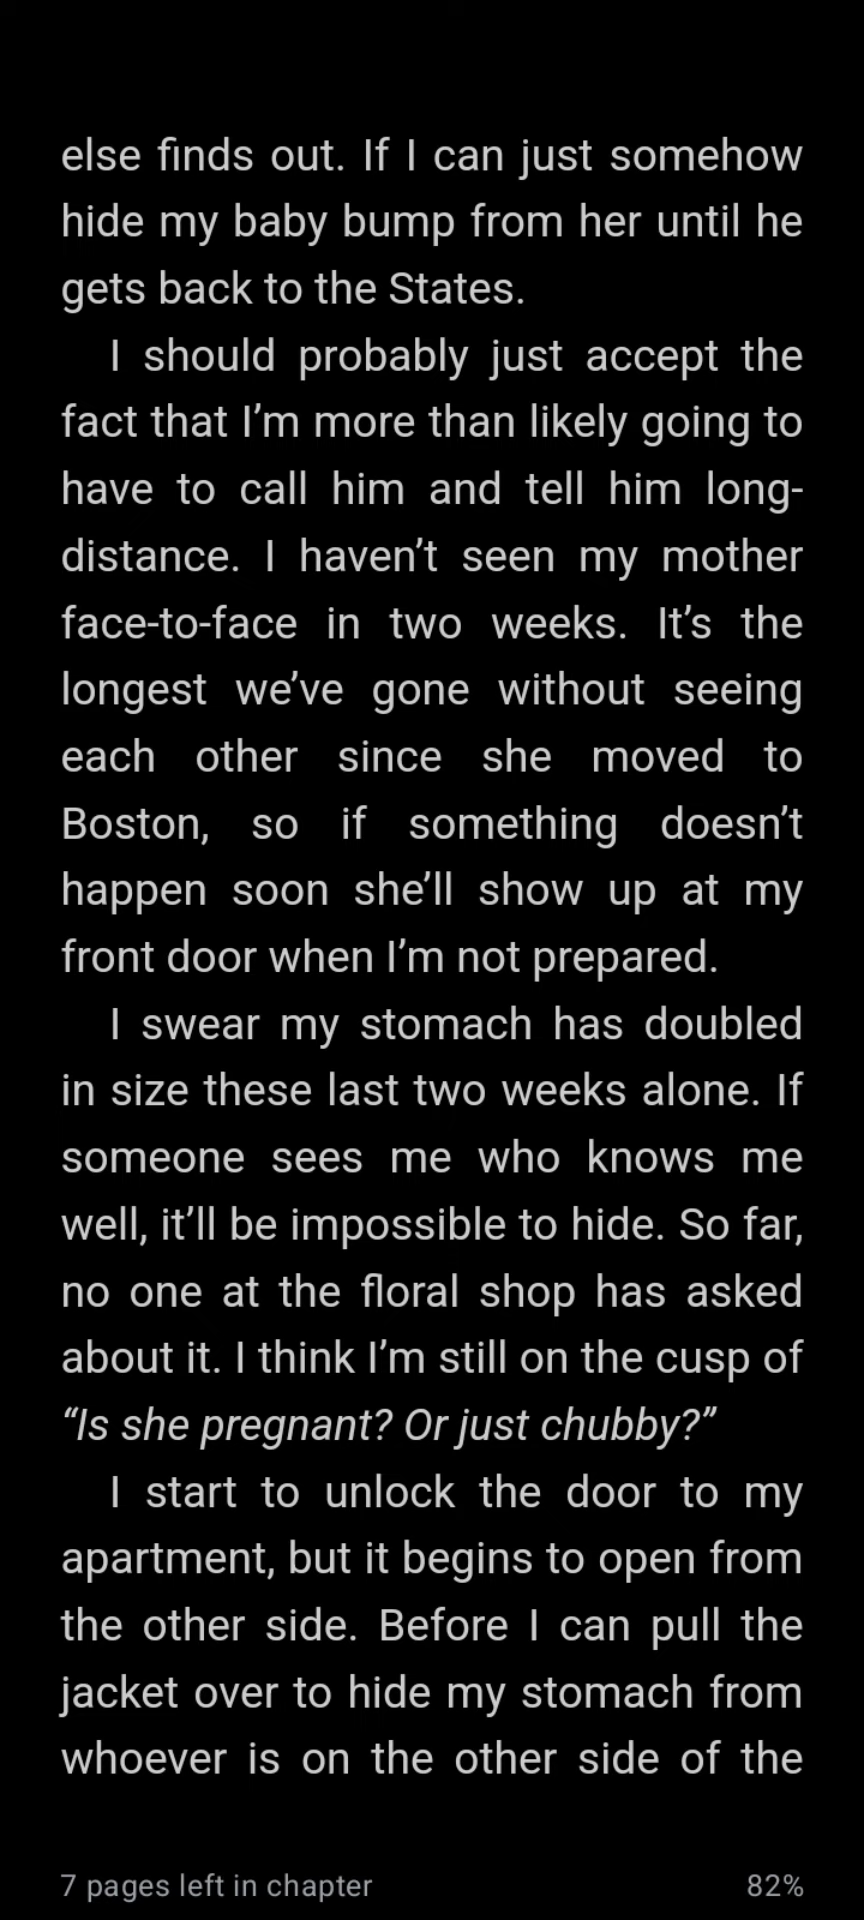 else finds out. If I can just somehow
hide my baby bump from her until he
gets back to the States.
I should probably just accept the
fact that I’m more than likely going to
have to call him and tell him long-
distance. I haven’t seen my mother
face-to-face in two weeks. It’s the
longest we’ve gone without seeing
each other since she moved to
Boston, so if something doesn’t
happen soon she’ll show up at my
front door when I’m not prepared.
I swear my stomach has doubled
in size these last two weeks alone. If
someone sees me who knows me
well, it’ll be impossible to hide. So far,
no one at the floral shop has asked
about it. I think I’m still on the cusp of
“Is she pregnant? Or just chubby?”
I start to unlock the door to my
apartment, but it begins to open from
the other side. Before I can pull the
jacket over to hide my stomach from
whoever is on the other side of the
7 pages left in chapter 82%